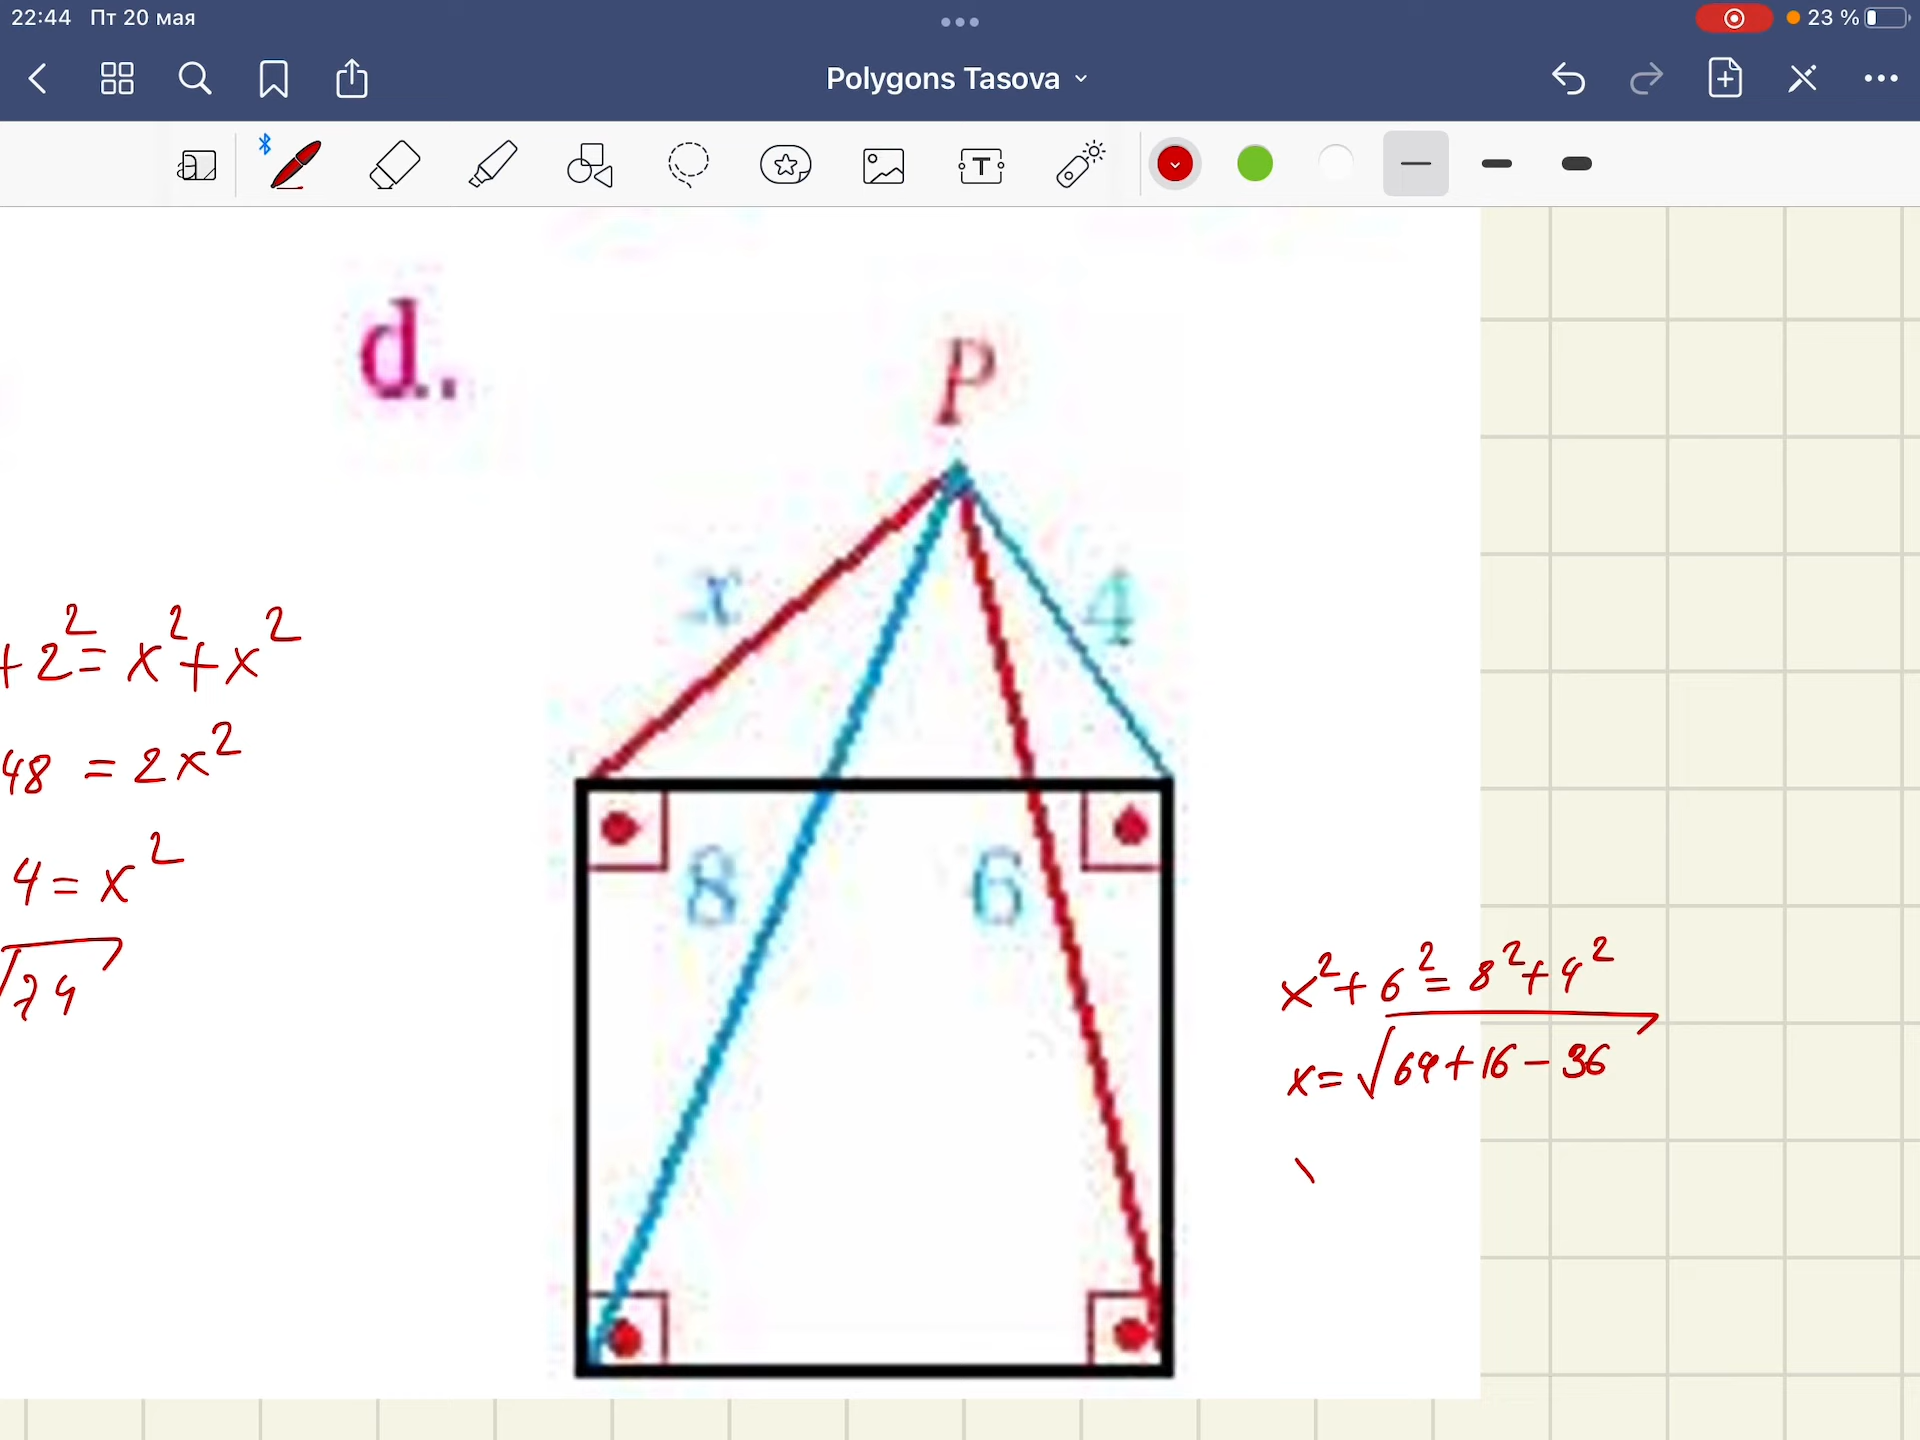 22:44 Пт 20 мая
23 %
Polygons Tasova
T
d.
P
x
4
+ 2² = x² + x²
48 = 2x²
4 = x²
√74
8
6
x² + 6² = 8² + 4²
x = √64 + 16 − 36